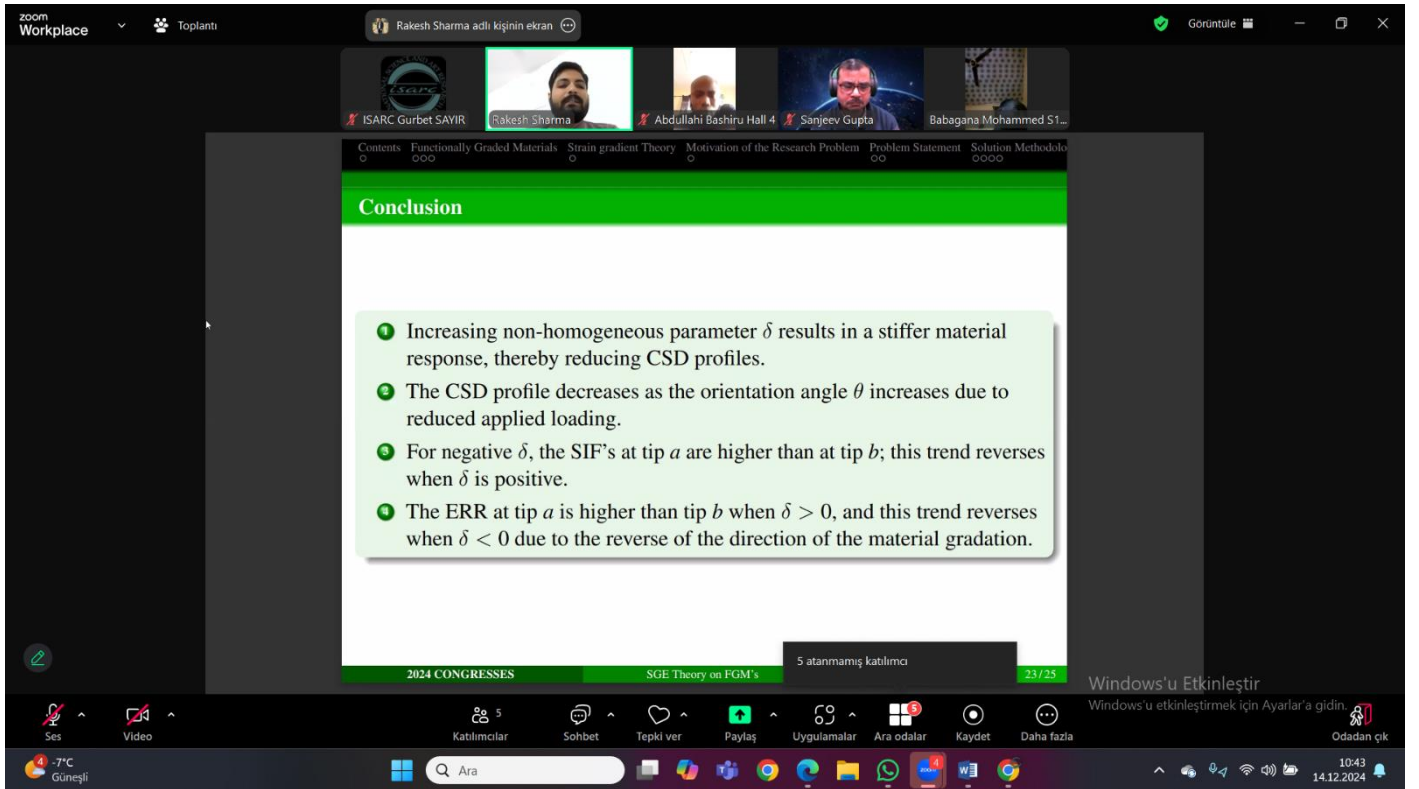 zoom
Workplace
Toplantı
Rakesh Sharma adlı kişinin ekran
Görüntüle
isarc
ISARC Gurbet SAYIR
Rakesh Sharma
Abdullahi Bashiru Hall 4
Sanjeev Gupta
Babagana Mohammed S1...
Contents Functionally Graded Materials Strain gradient Theory Motivation of the Research Problem Problem Statement Solution Methodolo
Conclusion
1 Increasing non-homogeneous parameter δ results in a stiffer material
response, thereby reducing CSD profiles.
2 The CSD profile decreases as the orientation angle θ increases due to
reduced applied loading.
3 For negative δ, the SIF's at tip a are higher than at tip b; this trend reverses
when δ is positive.
4 The ERR at tip a is higher than tip b when δ > 0, and this trend reverses
when δ < 0 due to the reverse of the direction of the material gradation.
5 atanmamış katılımcı
2024 CONGRESSES
SGE Theory on FGM's
23/25
Windows'u Etkinleştir
Windows'u etkinleştirmek için Ayarlar'a gidin.
Ses
Video
5
Katılımcılar
Sohbet
Tepki ver
Paylaş
Uygulamalar
5
Ara odalar
Kaydet
Daha fazla
Odadan çık
4
-7°C
Güneşli
Ara
4
10:43
14.12.2024